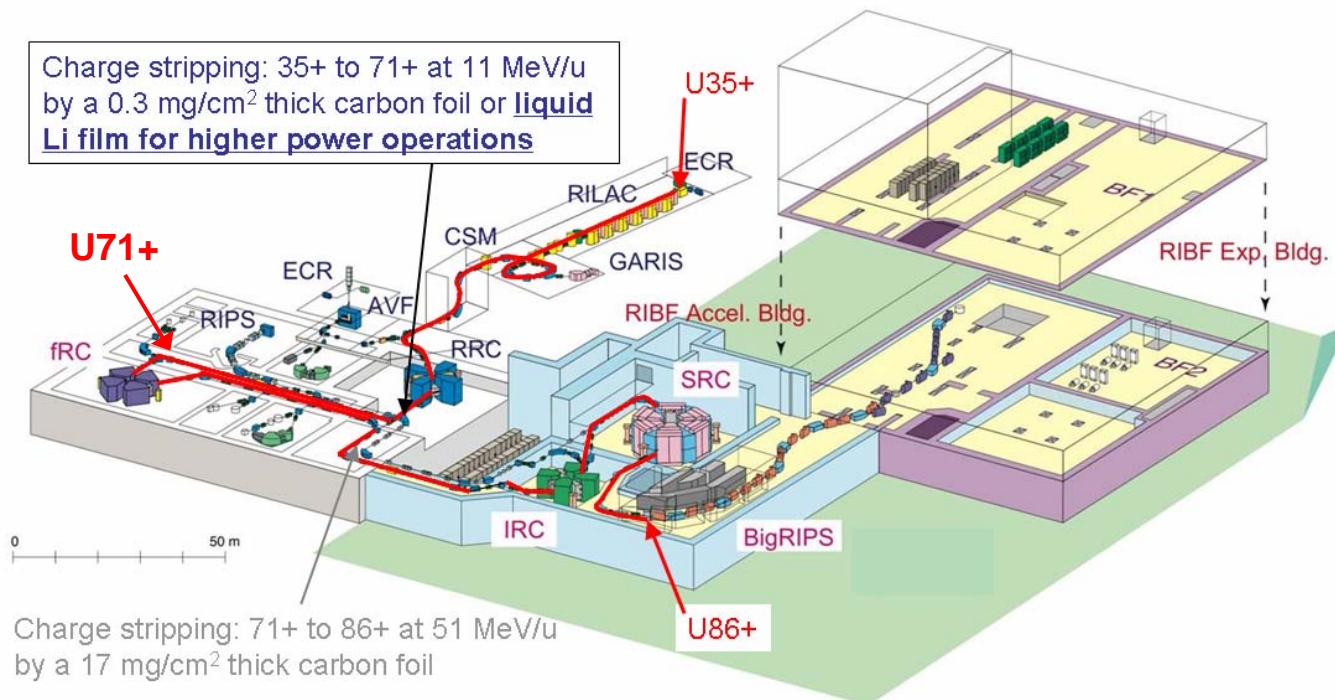 Charge stripping: 35+ to 71+ at 11 MeV/u
by a 0.3 mg/cm² thick carbon foil or liquid
Li film for higher power operations
U35+
ECR
RILAC
CSM
GARIS
U71+
ECR
AVF
RIPS
RRC
fRC
BF1
RIBF Exp. Bldg.
RIBF Accel. Bldg.
SRC
BF2
IRC
BigRIPS
0 50 m
U86+
Charge stripping: 71+ to 86+ at 51 MeV/u
by a 17 mg/cm² thick carbon foil